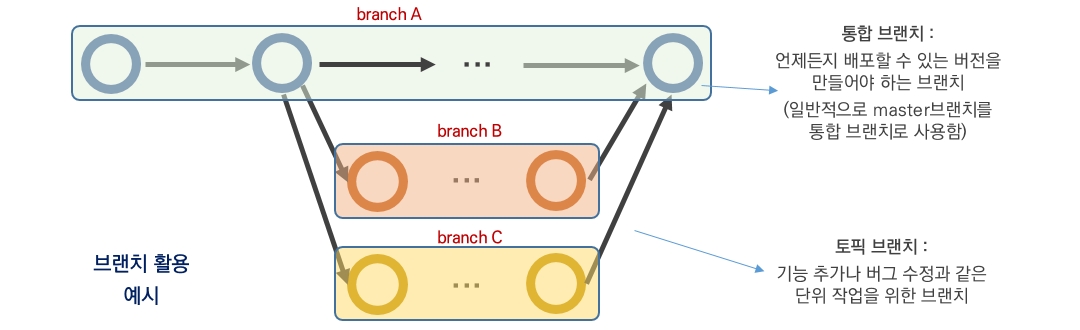 branch A
통합 브랜치 :
언제든지 배포할 수 있는 버전을
만들어야 하는 브랜치
(일반적으로 master브랜치를
통합 브랜치로 사용함)
...
branch B
...
branch C
...
브랜치 활용
예시
토픽 브랜치 :
기능 추가나 버그 수정과 같은
단위 작업을 위한 브랜치